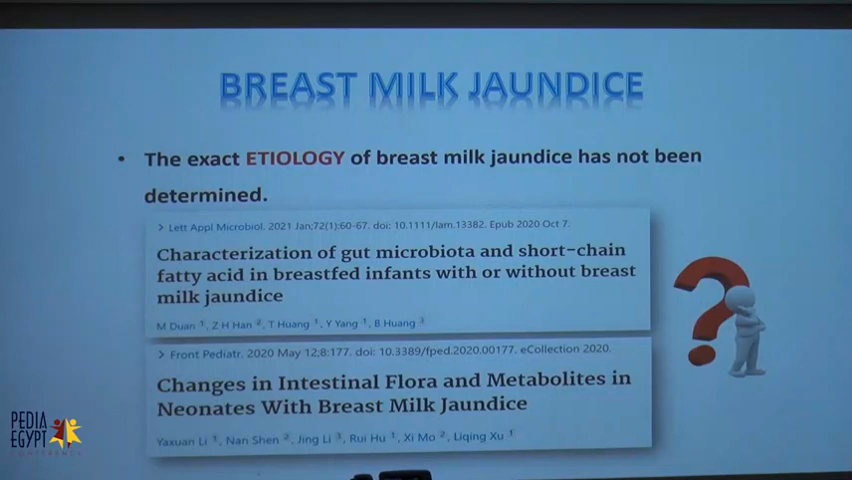 BREAST MILK JAUNDICE
• The exact ETIOLOGY of breast milk jaundice has not been
determined.
> Lett Appl Microbiol. 2021 Jan;72(1):60-67. doi: 10.1111/lam.13382. Epub 2020 Oct 7.
Characterization of gut microbiota and short-chain
fatty acid in breastfed infants with or without breast
milk jaundice
M Duan 1, Z H Han 2, T Huang 1, Y Yang 1, B Huang 3
> Front Pediatr. 2020 May 12;8:177. doi: 10.3389/fped.2020.00177. eCollection 2020.
Changes in Intestinal Flora and Metabolites in
Neonates With Breast Milk Jaundice
Yaxuan Li 1, Nan Shen 2, Jing Li 3, Rui Hu 1, Xi Mo 2, Liqing Xu 1
PEDIA
EGYPT
CONFERENCE